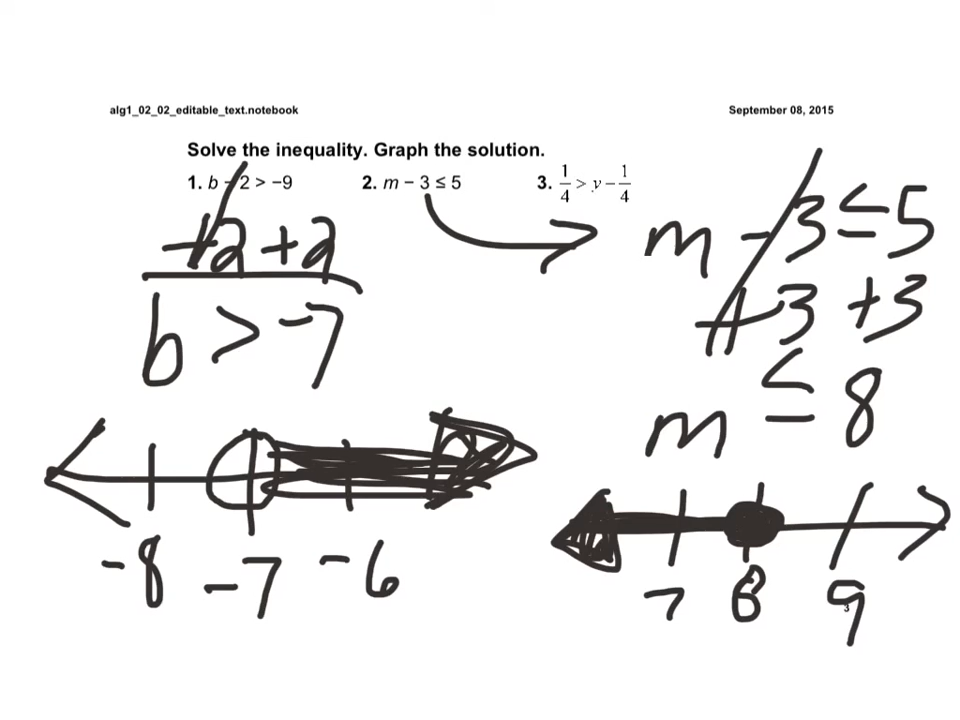 alg1_02_02_editable_text.notebook September 08, 2015
Solve the inequality. Graph the solution.
1. b - 2 > -9 2. m - 3 ≤ 5 3. 1/4 > y - 1/4
+2 +2
b > -7
-8 -7 -6
m - 3 ≤ 5
+3 +3
m ≤ 8
7 8 9
3